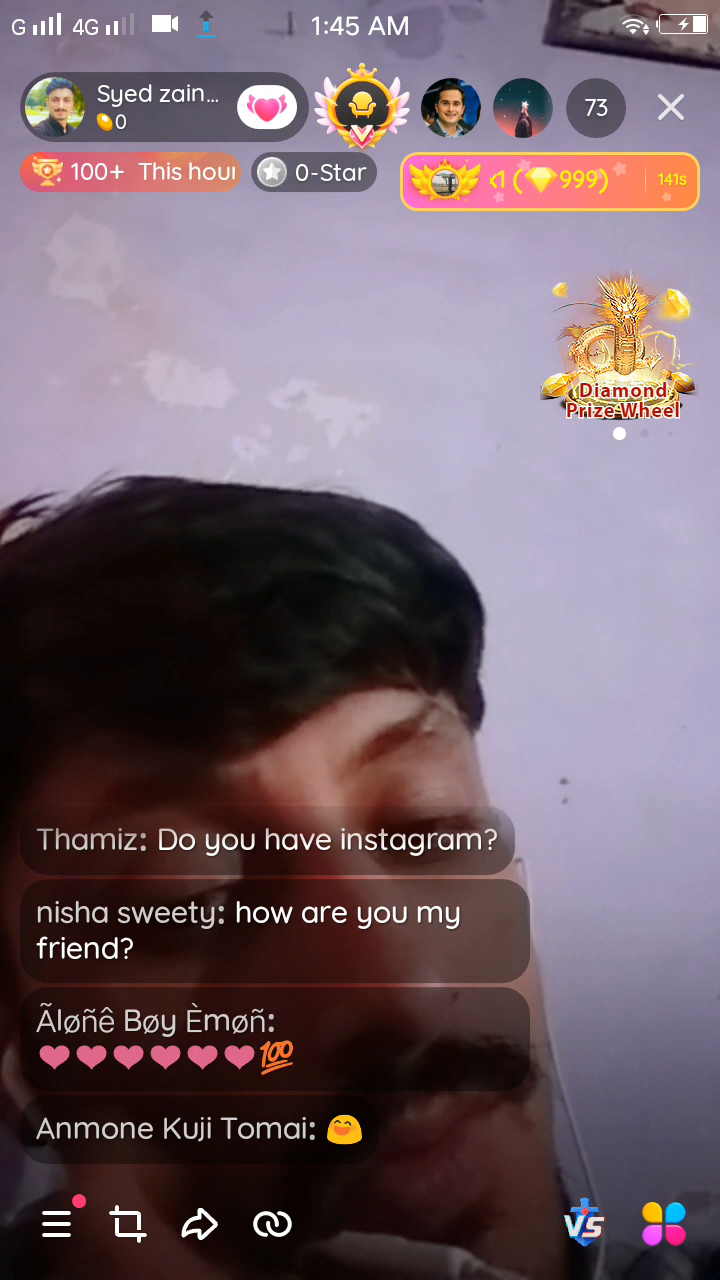 G 4G 1:45 AM
Syed zain...
0
73
100+ This hour
0-Star
x1 (999) 141s
Diamond
Prize Wheel
Thamiz: Do you have instagram?
nisha sweety: how are you my
friend?
Ãløñê Bøy Èmøñ:
💗💗💗💗💗💗💯
Anmone Kuji Tomai: 😄
VS